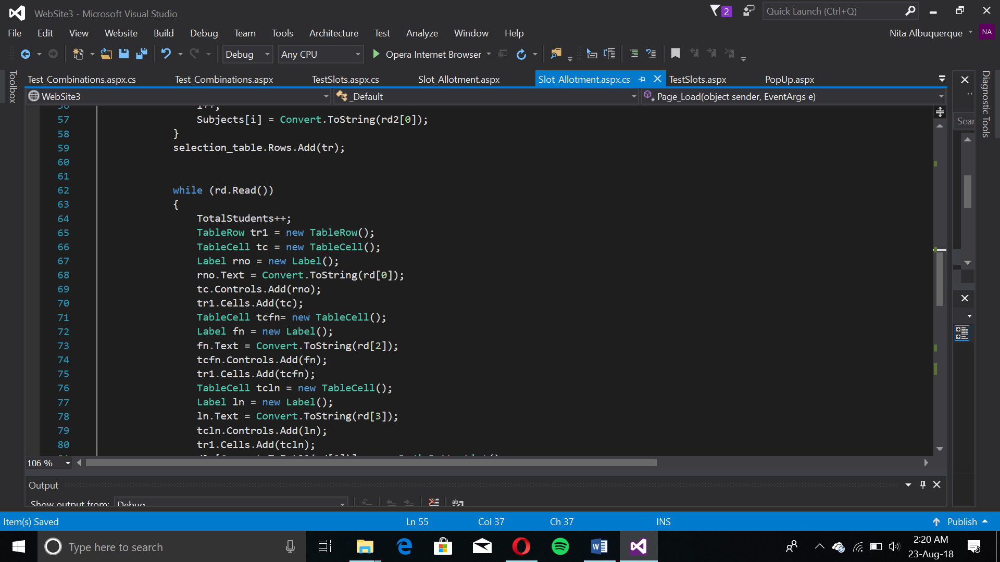 WebSite3 - Microsoft Visual Studio
2
Quick Launch (Ctrl+Q)
File Edit View Website Build Debug Team Tools Architecture Test Analyze Window Help
Nita Albuquerque NA
Debug Any CPU Opera Internet Browser
Toolbox
Test_Combinations.aspx.cs Test_Combinations.aspx TestSlots.aspx.cs Slot_Allotment.aspx Slot_Allotment.aspx.cs TestSlots.aspx PopUp.aspx
WebSite3 _Default Page_Load(object sender, EventArgs e)
Diagnostic Tools
Sear
56 i++;
57 Subjects[i] = Convert.ToString(rd2[0]);
58 }
59 selection_table.Rows.Add(tr);
60
61
62 while (rd.Read())
63 {
64 TotalStudents++;
65 TableRow tr1 = new TableRow();
66 TableCell tc = new TableCell();
67 Label rno = new Label();
68 rno.Text = Convert.ToString(rd[0]);
69 tc.Controls.Add(rno);
70 tr1.Cells.Add(tc);
71 TableCell tcfn= new TableCell();
72 Label fn = new Label();
73 fn.Text = Convert.ToString(rd[2]);
74 tcfn.Controls.Add(fn);
75 tr1.Cells.Add(tcfn);
76 TableCell tcln = new TableCell();
77 Label ln = new Label();
78 ln.Text = Convert.ToString(rd[3]);
79 tcln.Controls.Add(ln);
80 tr1.Cells.Add(tcln);
106 %
Output
Show output from: Debug
Item(s) Saved Ln 55 Col 37 Ch 37 INS Publish
Type here to search
2:20 AM
23-Aug-18